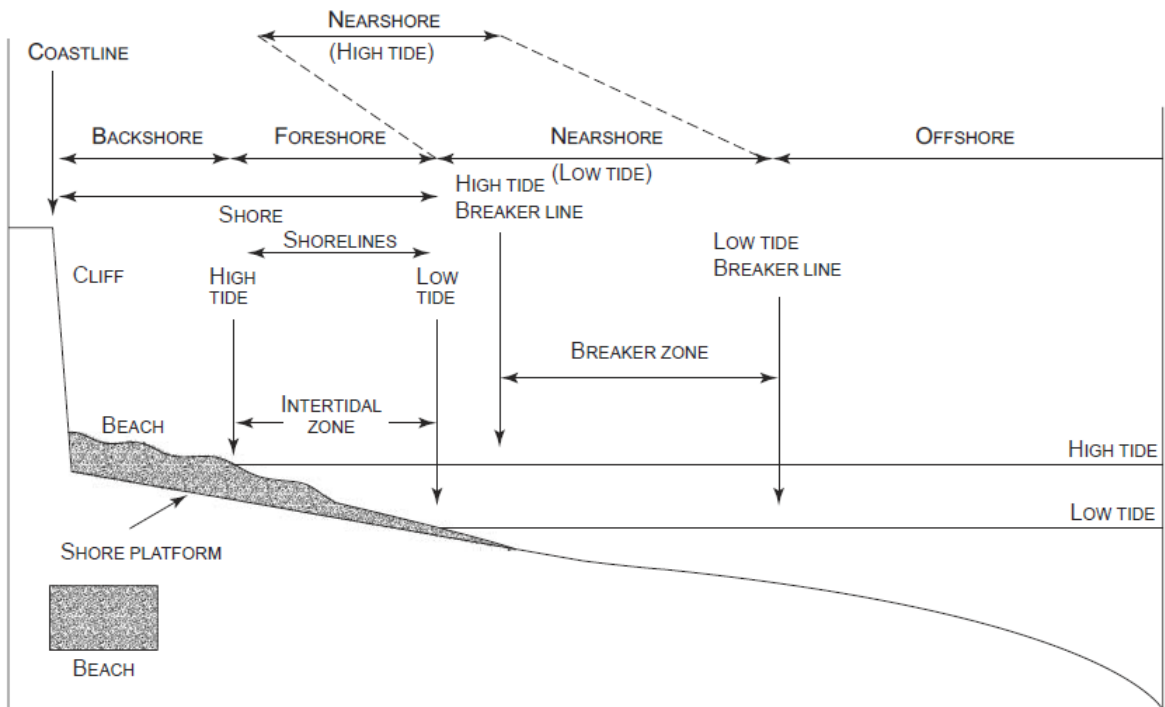 NEARSHORE
(HIGH TIDE)
COASTLINE
BACKSHORE
FORESHORE
NEARSHORE
(LOW TIDE)
OFFSHORE
HIGH TIDE
BREAKER LINE
SHORE
SHORELINES
LOW TIDE
BREAKER LINE
CLIFF
HIGH
TIDE
LOW
TIDE
BREAKER ZONE
INTERTIDAL
ZONE
BEACH
HIGH TIDE
LOW TIDE
SHORE PLATFORM
BEACH